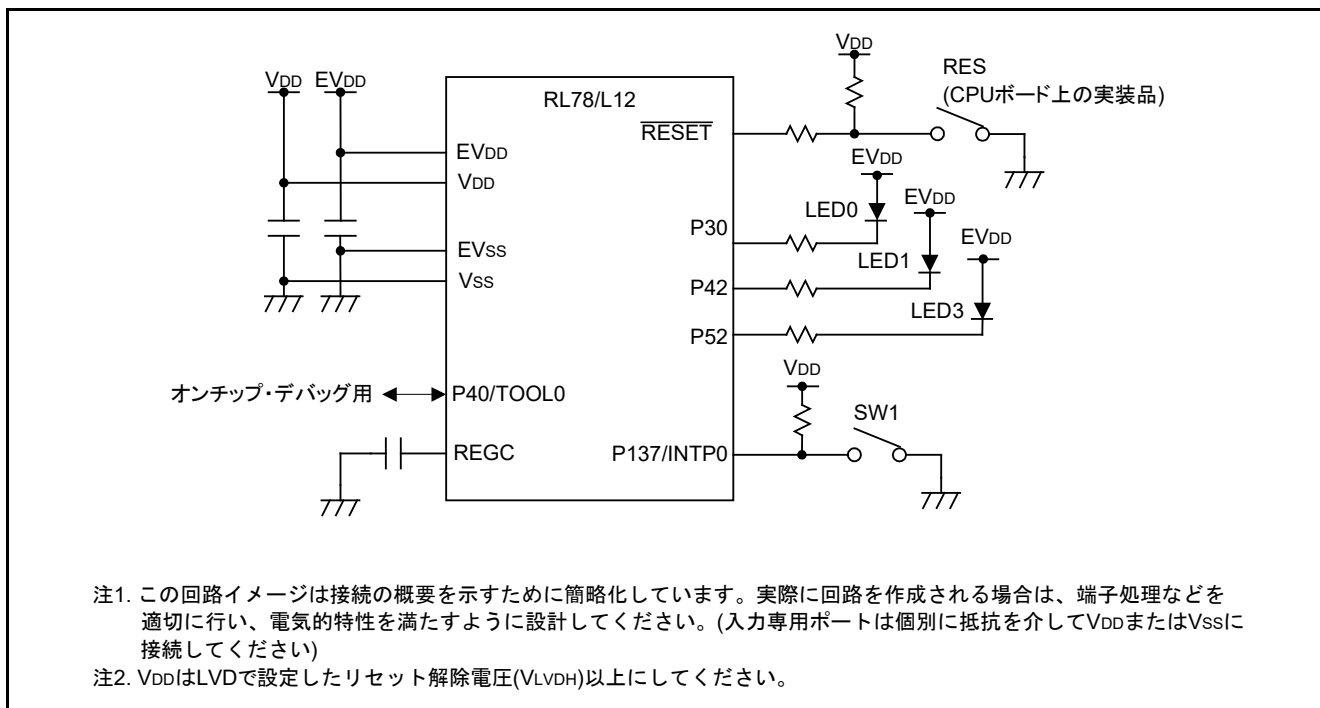 VDD
EVDD
RL78/L12
VDD
RES
(CPUボード上の実装品)
RESET
EVDD
VDD
EVDD
LED0
EVDD
P30
EVSS
VSS
LED1
EVDD
P42
LED3
P52
VDD
オンチップ・デバッグ用
P40/TOOL0
SW1
REGC
P137/INTP0
注1. この回路イメージは接続の概要を示すために簡略化しています。実際に回路を作成される場合は、端子処理などを
適切に行い、電気的特性を満たすように設計してください。(入力専用ポートは個別に抵抗を介してVDDまたはVSSに
接続してください)
注2. VDDはLVDで設定したリセット解除電圧(VLVDH)以上にしてください。